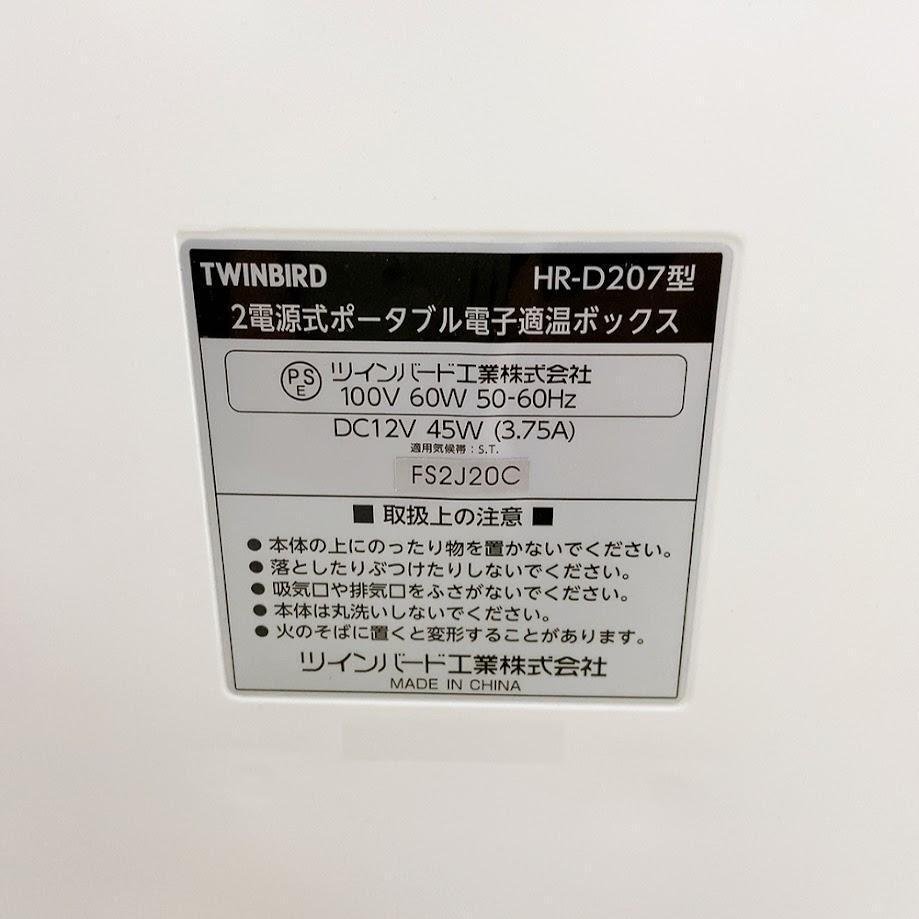 TWINBIRD HR-D207型
2電源式ポータブル電子適温ボックス
PS E ツインバード工業株式会社
100V 60W 50-60Hz
DC12V 45W (3.75A)
適用気候帯：S.T.
FS2J20C
■ 取扱上の注意 ■
● 本体の上にのったり物を置かないでください。
● 落としたりぶつけたりしないでください。
● 吸気口や排気口をふさがないでください。
● 本体は丸洗いしないでください。
● 火のそばに置くと変形することがあります。
ツインバード工業株式会社
MADE IN CHINA